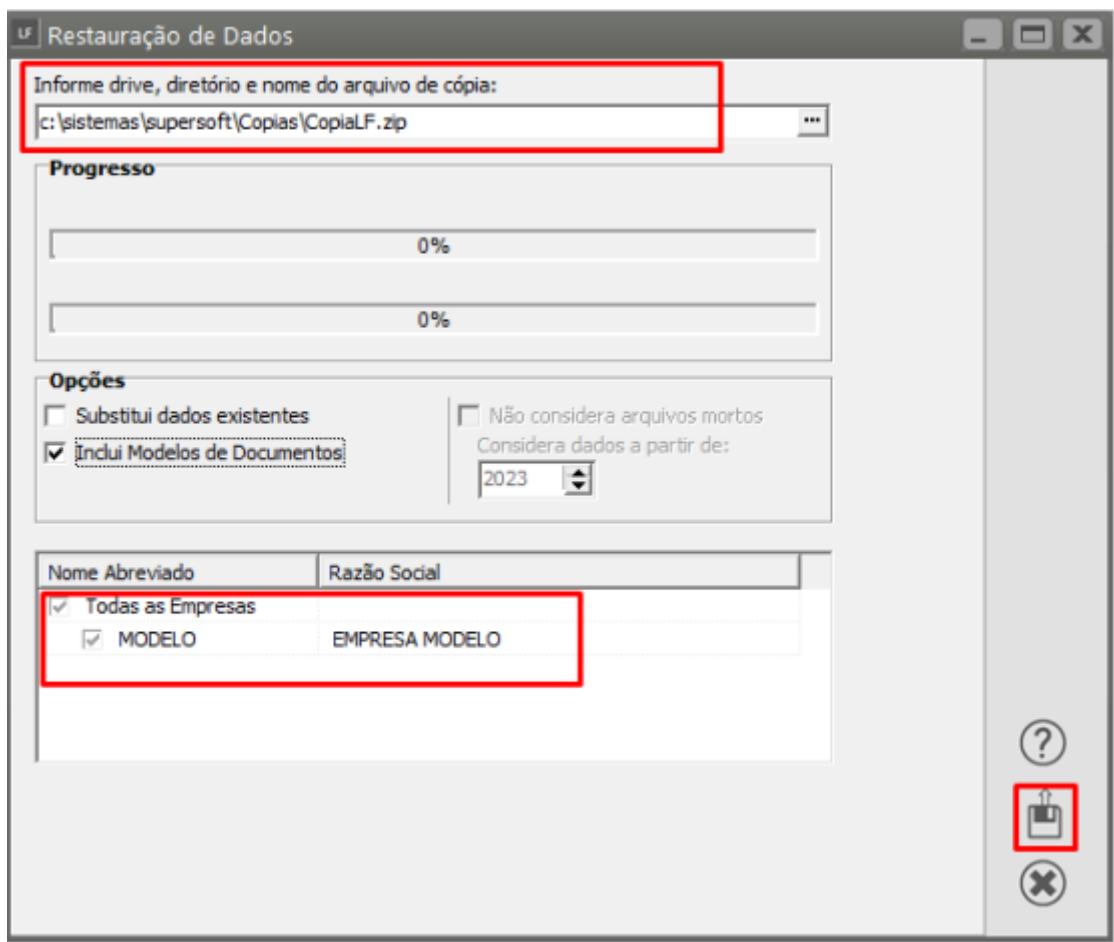 LF Restauração de Dados
Informe drive, diretório e nome do arquivo de cópia:
c:\sistemas\supersoft\Copias\CopiaLF.zip ...
Progresso
0%
0%
Opções
Substitui dados existentes
Inclui Modelos de Documentos
Não considera arquivos mortos
Considera dados a partir de:
2023
Nome Abreviado Razão Social
Todas as Empresas
MODELO EMPRESA MODELO
?